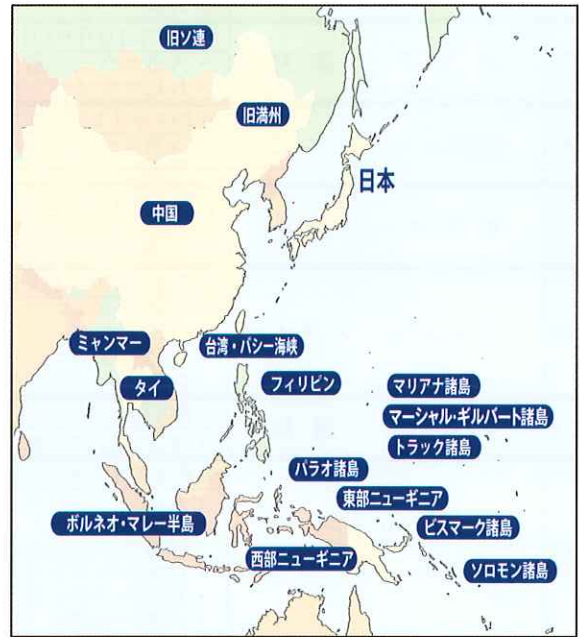 旧ソ連
旧満州
日本
中国
ミャンマー
台湾・バシー海峡
タイ
フィリピン
マリアナ諸島
マーシャル・ギルバート諸島
トラック諸島
パラオ諸島
東部ニューギニア
ボルネオ・マレー半島
ビスマーク諸島
西部ニューギニア
ソロモン諸島